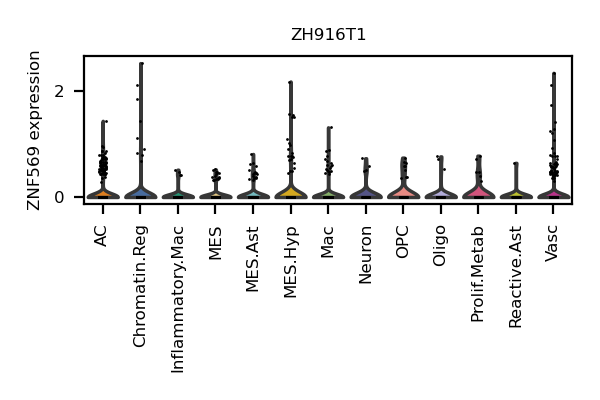 ZH916T1
ZNF569 expression
2
0
AC
Chromatin.Reg
Inflammatory.Mac
MES
MES.Ast
MES.Hyp
Mac
Neuron
OPC
Oligo
Prolif.Metab
Reactive.Ast
Vasc